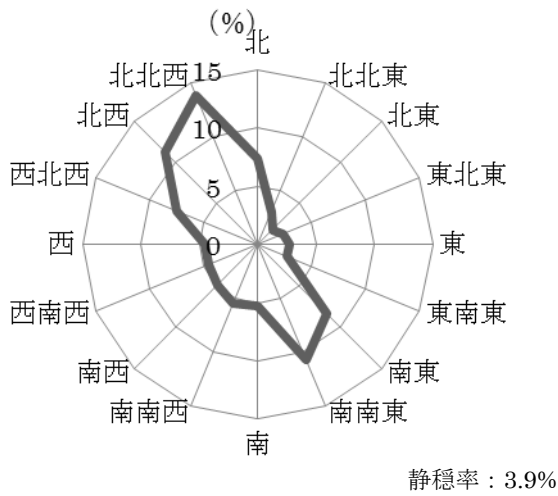 (%)
北
北北西 15 北北東
北西 10 北東
西北西 5 東北東
西 0 東
西南西 東南東
南西 南東
南南西 南南東
南
静穏率：3.9%